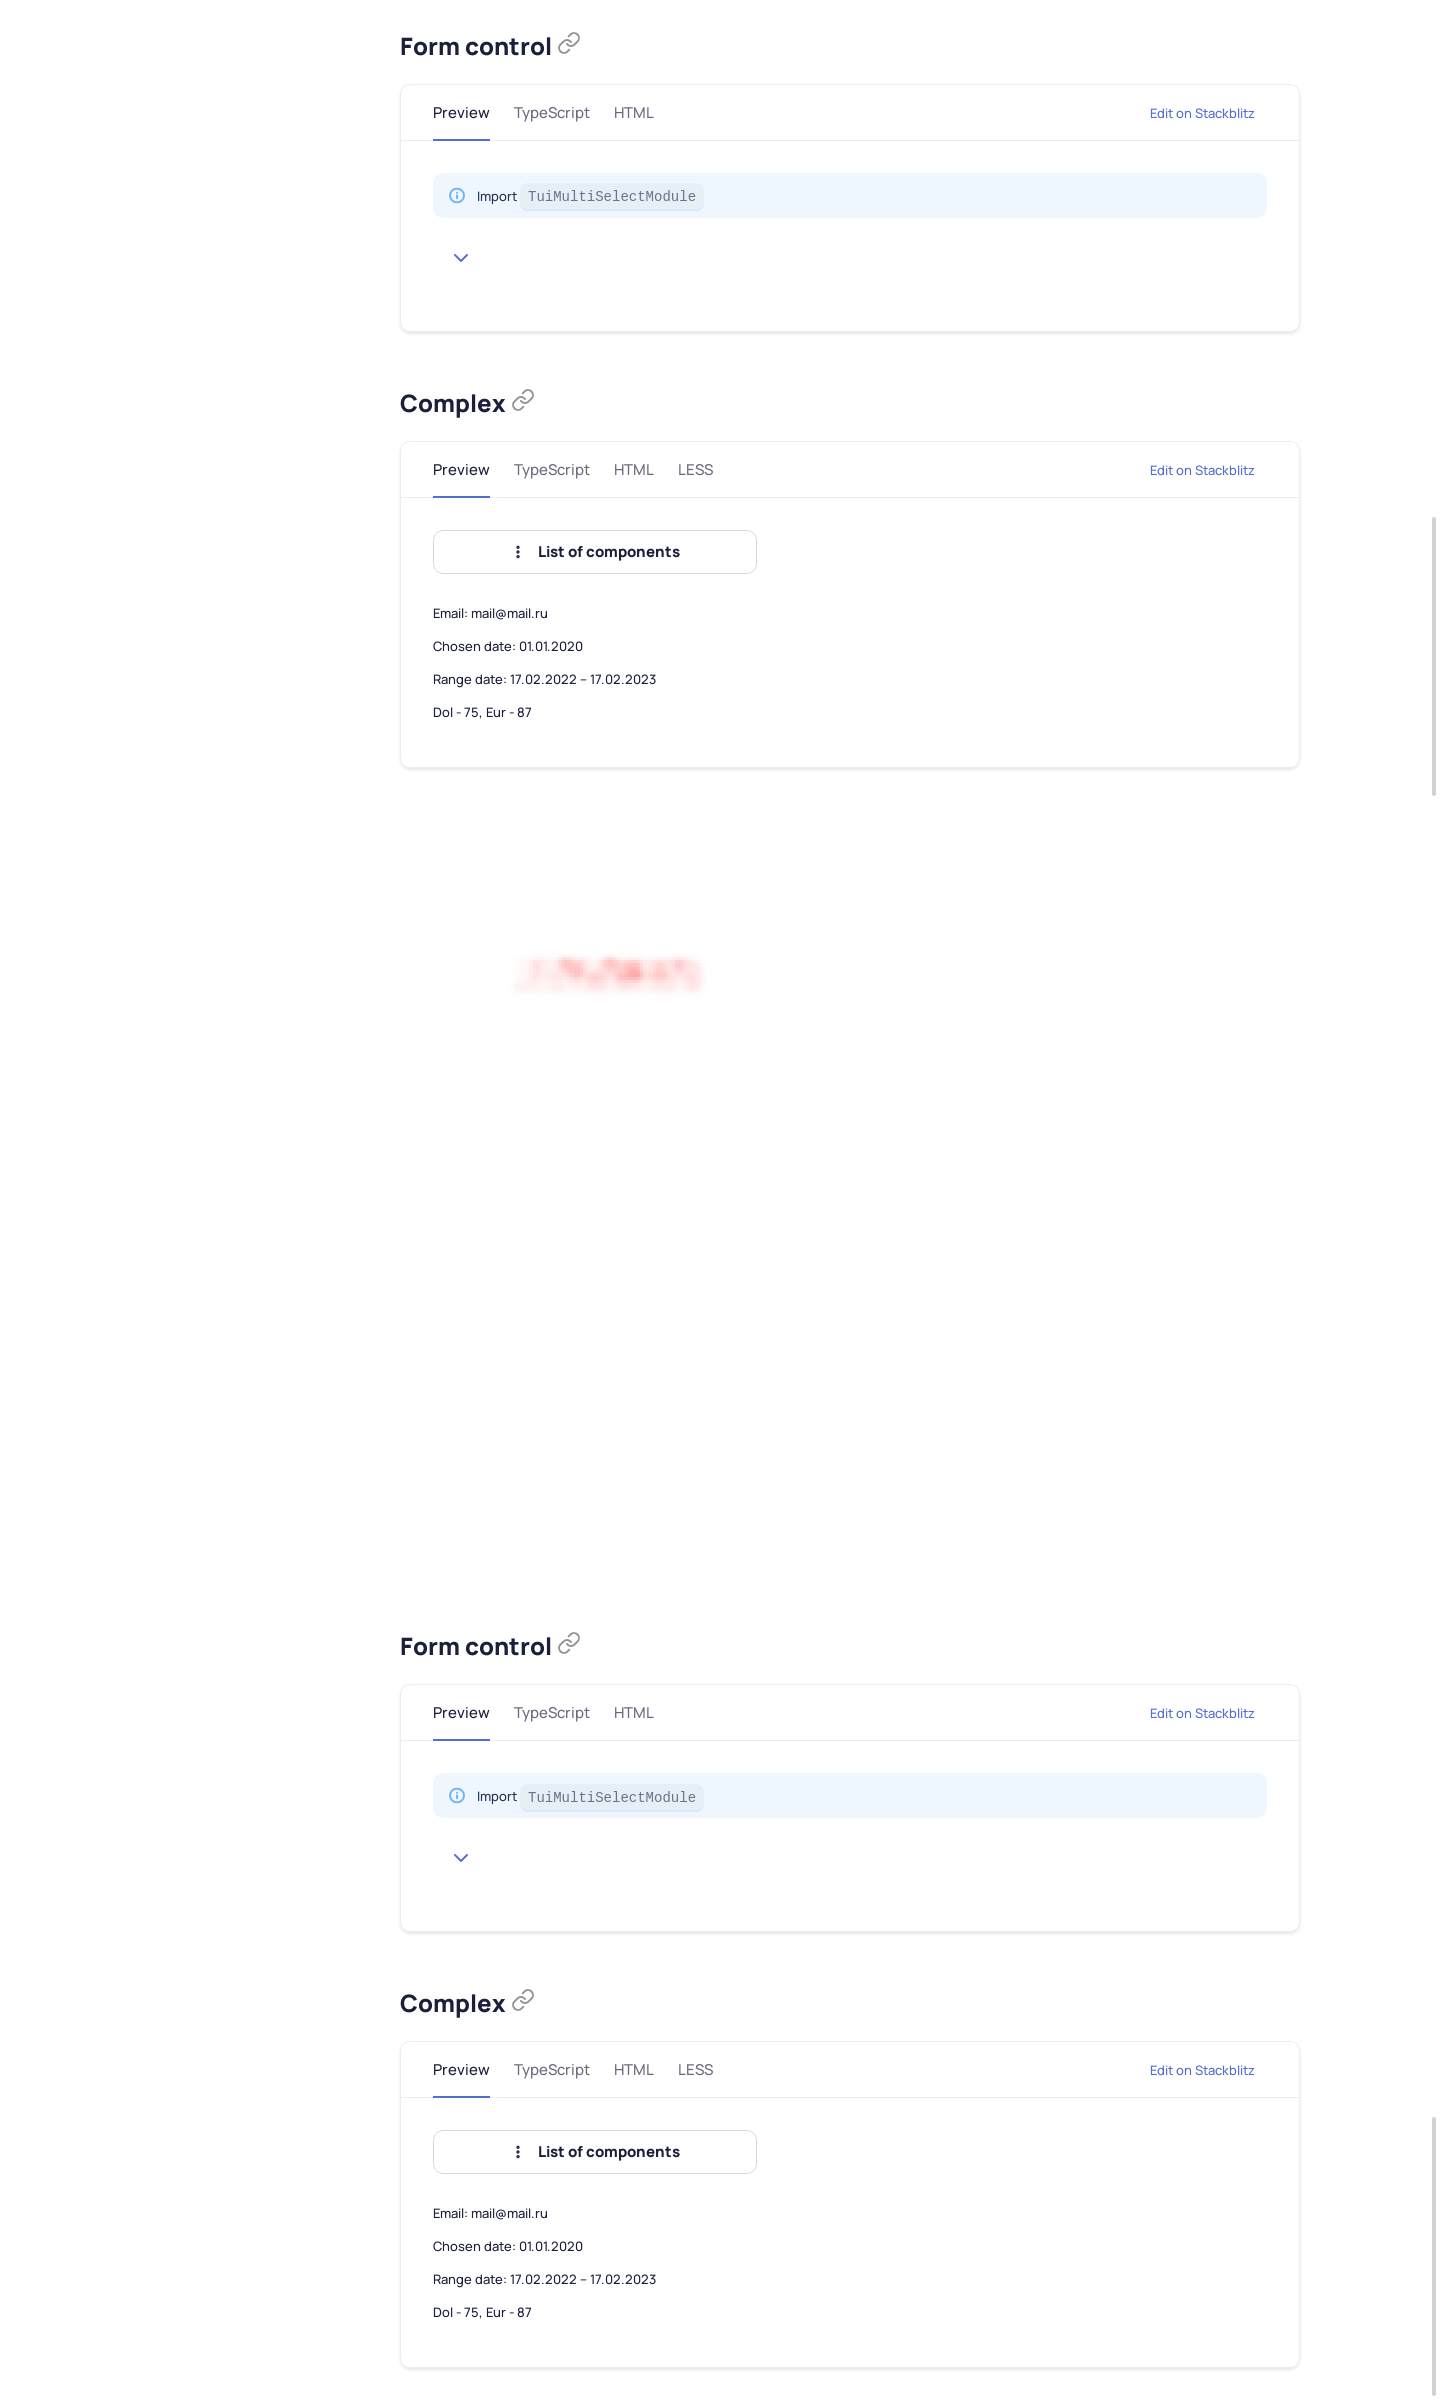 Form control
Preview TypeScript HTML Edit on Stackblitz
Import TuiMultiSelectModule
Complex
Preview TypeScript HTML LESS Edit on Stackblitz
List of components
Email: mail@mail.ru
Chosen date: 01.01.2020
Range date: 17.02.2022 – 17.02.2023
Dol - 75, Eur - 87
Form control
Preview TypeScript HTML Edit on Stackblitz
Import TuiMultiSelectModule
Complex
Preview TypeScript HTML LESS Edit on Stackblitz
List of components
Email: mail@mail.ru
Chosen date: 01.01.2020
Range date: 17.02.2022 – 17.02.2023
Dol - 75, Eur - 87